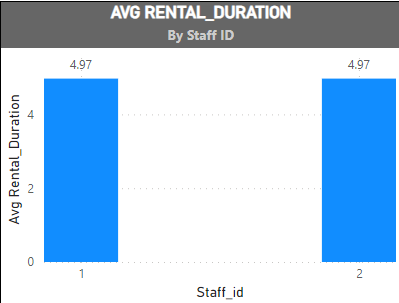 AVG RENTAL_DURATION
By Staff ID
4.97
4.97
Avg Rental_Duration
4
2
0
1
2
Staff_id